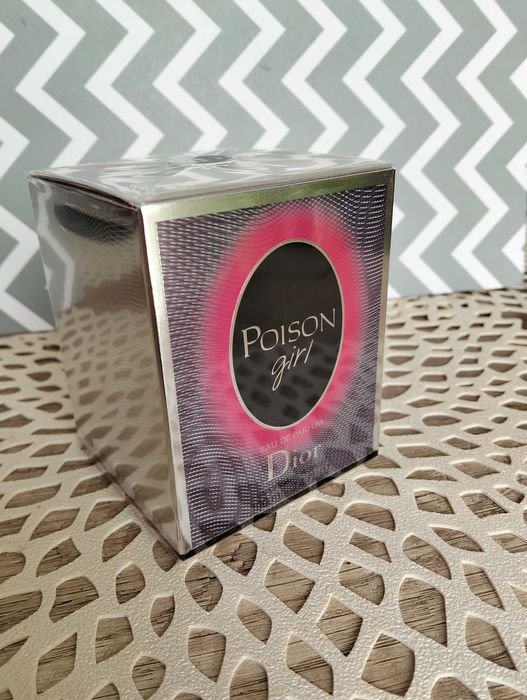 POISON
girl
EAU DE PARFUM
Dior